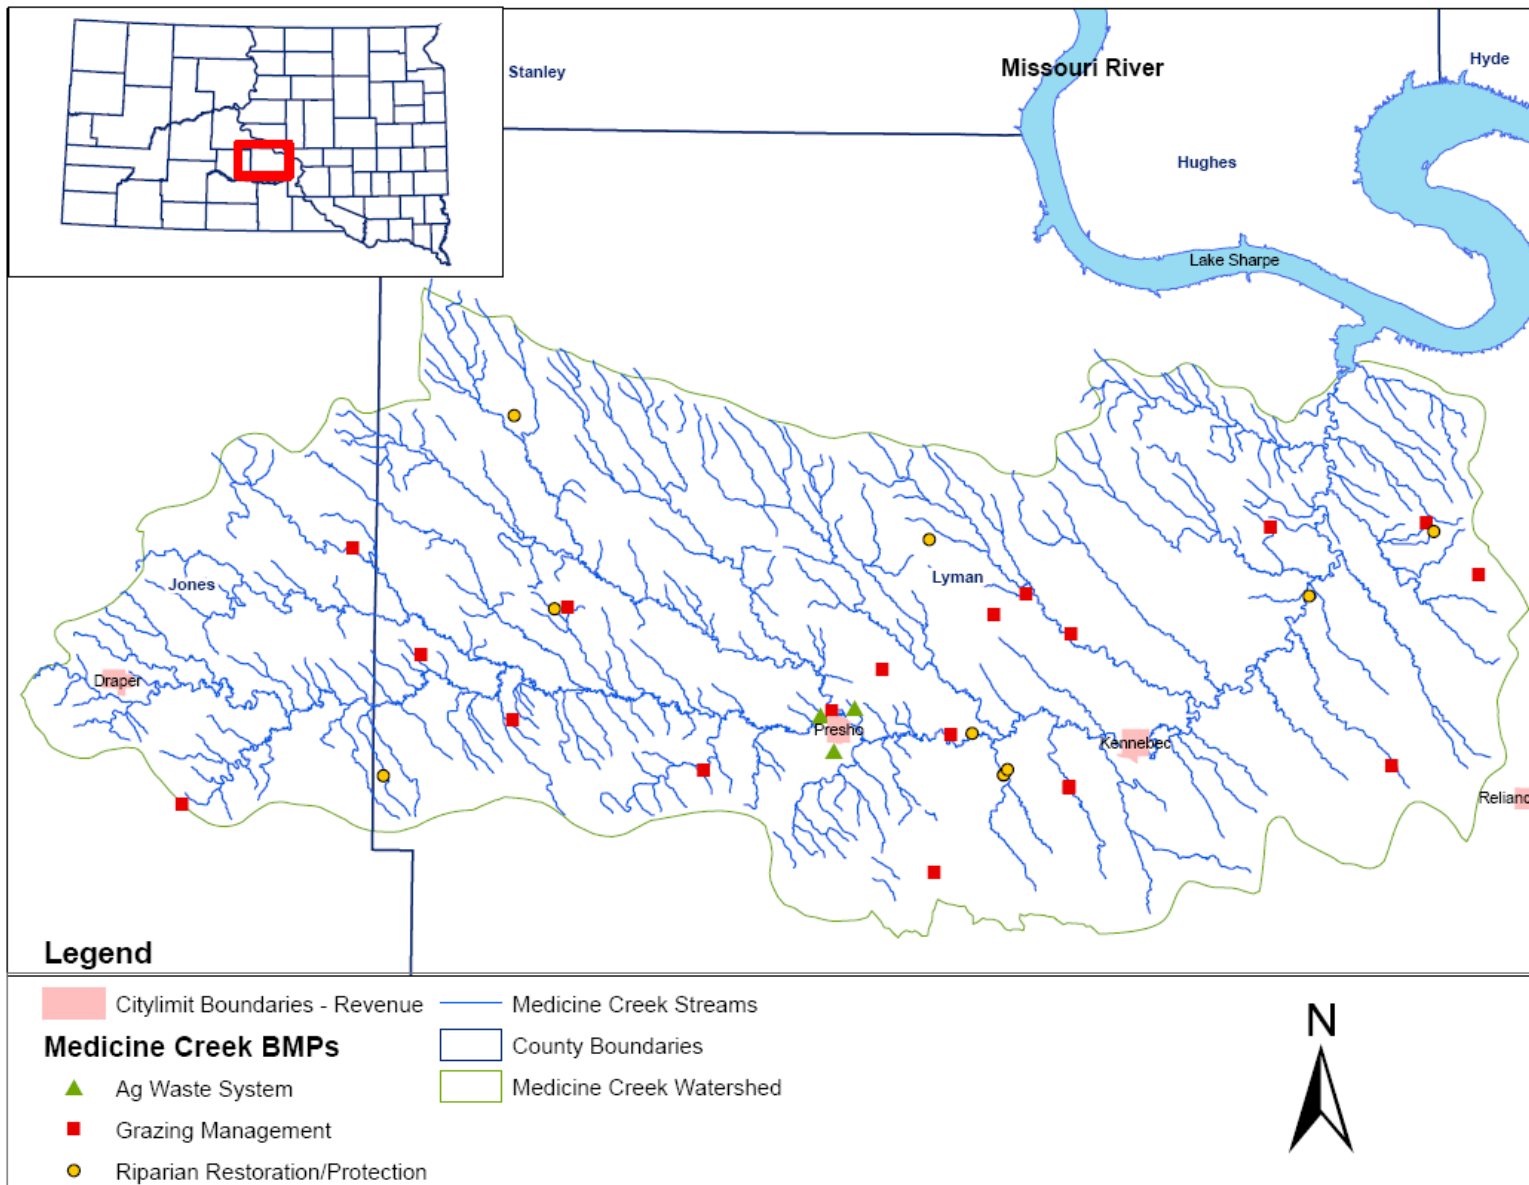 Stanley
Missouri River
Hyde
Hughes
Lake Sharpe
Jones
Lyman
Draper
Presho
Kennebec
Relianc
Legend
Citylimit Boundaries - Revenue
Medicine Creek Streams
Medicine Creek BMPs
County Boundaries
Ag Waste System
Medicine Creek Watershed
Grazing Management
Riparian Restoration/Protection
N